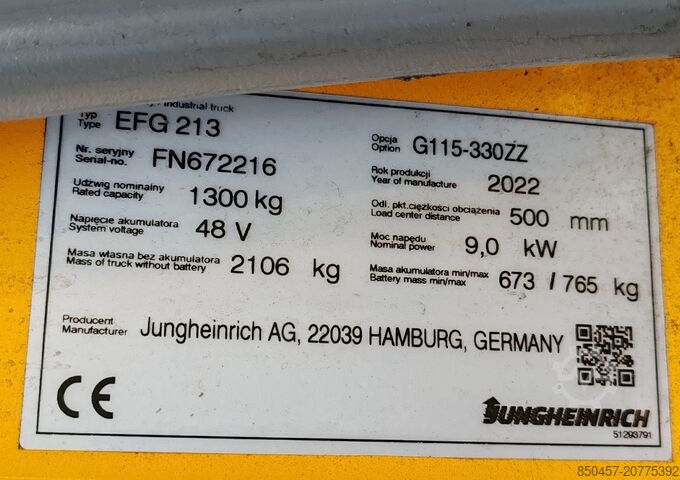 Industrial truck
Typ
Type EFG 213
Opcja
Option G115-330ZZ
Nr. seryjny
Serial-no. FN672216
Rok produkcji
Year of manufacture 2022
Udźwig nominalny
Rated capacity 1300 kg
Odl. pkt.ciężkości obciążenia
Load center distance 500 mm
Napięcie akumulatora
System voltage 48 V
Moc napędu
Nominal power 9,0 kW
Masa własna bez akumulatora
Mass of truck without battery 2106 kg
Masa akumulatora min/max
Battery mass min/max 673 / 765 kg
Producent
Manufacturer Jungheinrich AG, 22039 HAMBURG, GERMANY
CE
JUNGHEINRICH
51293791
850457-20775392